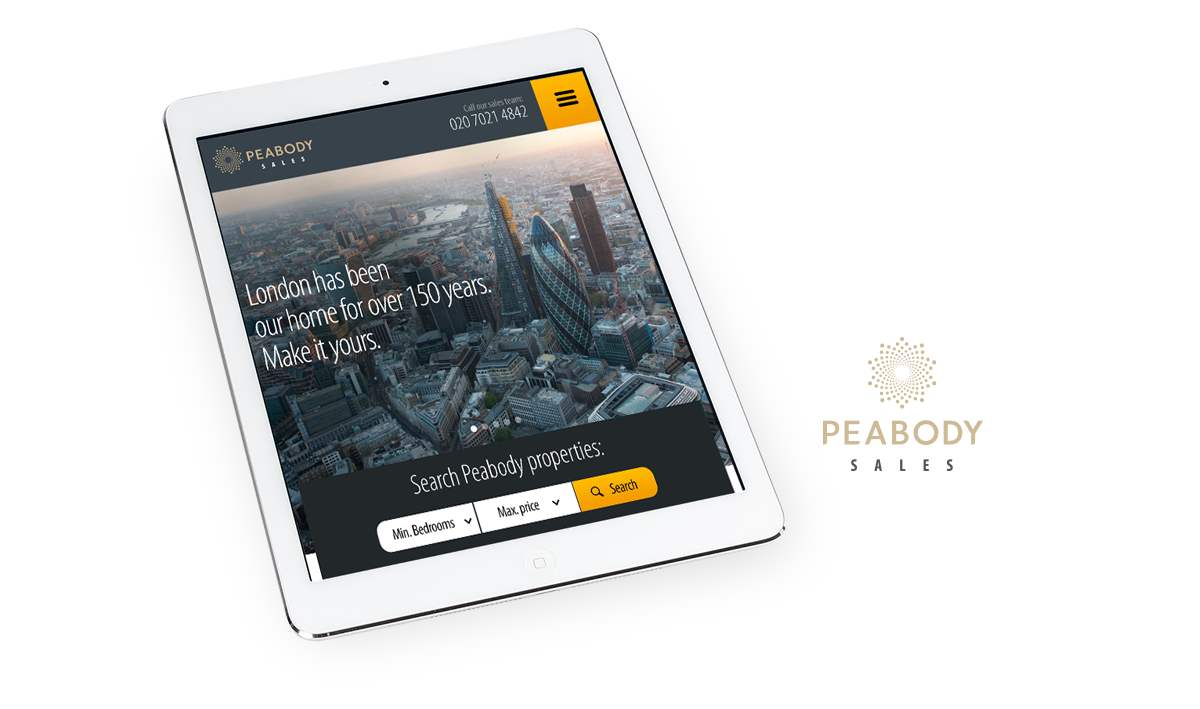 Call our sales team:
020 7021 4842
PEABODY
SALES
London has been
our home for over 150 years.
Make it yours.
Search Peabody properties:
Min. Bedrooms
Max. price
Search
PEABODY
SALES